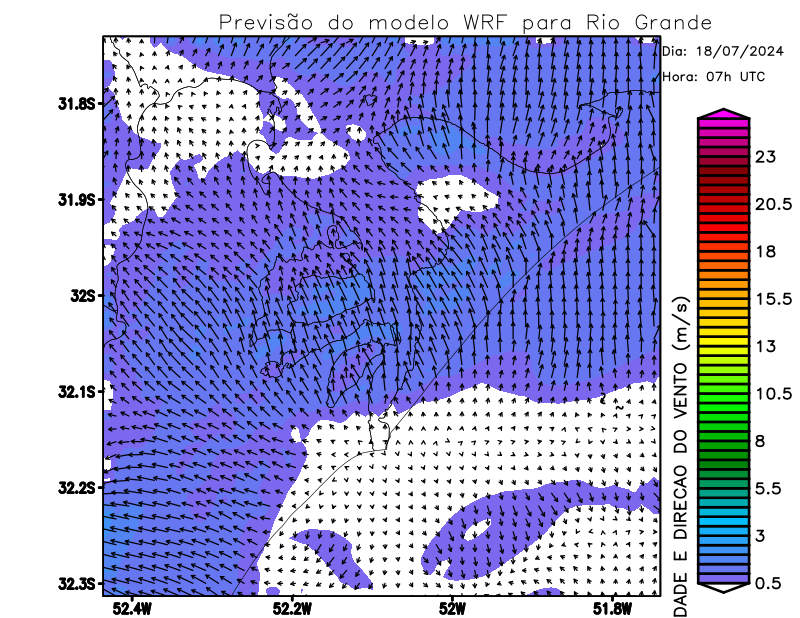 Previsão do modelo WRF para Rio Grande
Dia: 18/07/2024
Hora: 07h UTC
31.8S
31.9S
32S
32.1S
32.2S
32.3S
52.4W
52.2W
52W
51.8W
DADE E DIRECAO DO VENTO (m/s)
23
20.5
18
15.5
13
10.5
8
5.5
3
0.5